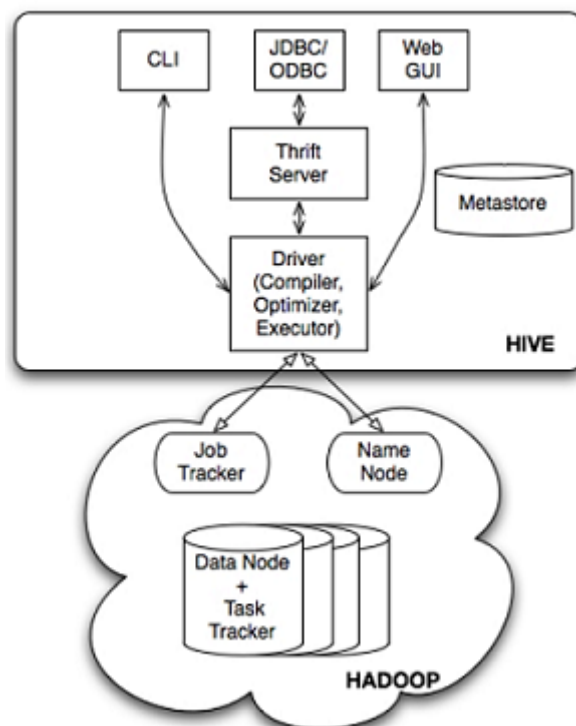 CLI
JDBC/
ODBC
Web
GUI
Thrift
Server
Metastore
Driver
(Compiler,
Optimizer,
Executor)
HIVE
Job
Tracker
Name
Node
Data Node
+
Task
Tracker
HADOOP